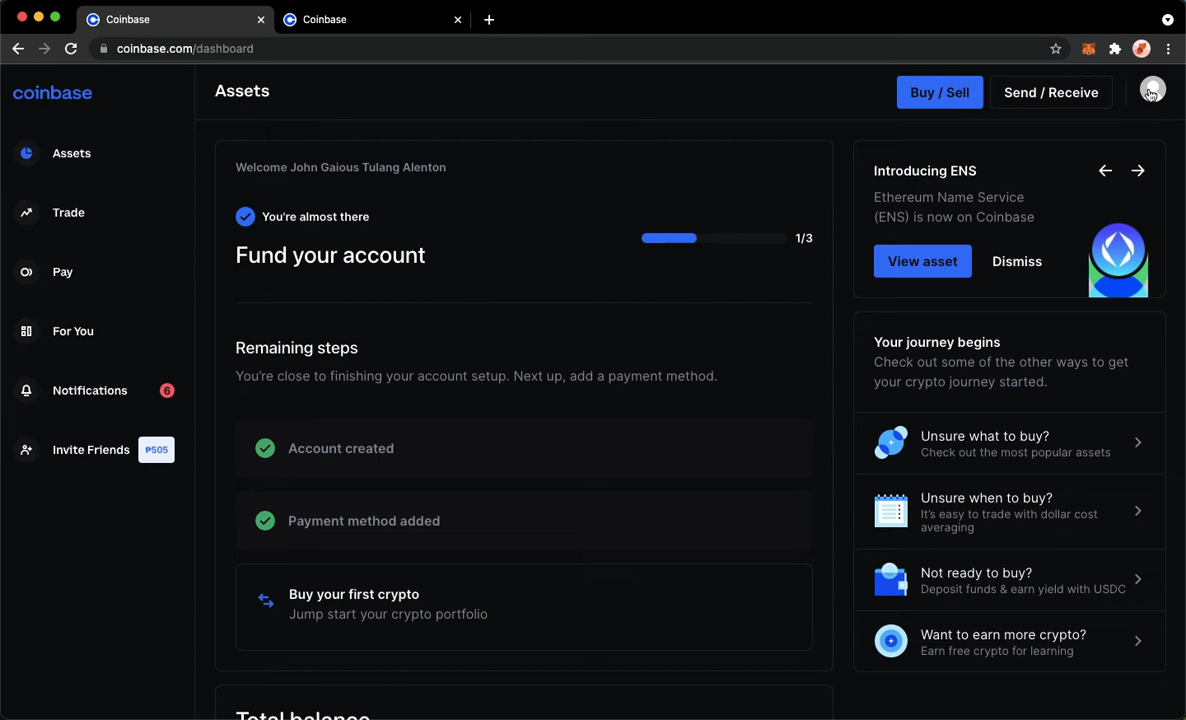 Coinbase
Coinbase
coinbase.com/dashboard
coinbase
Assets
Trade
Pay
For You
Notifications
6
Invite Friends
₱505
Assets
Buy / Sell
Send / Receive
Welcome John Gaious Tulang Alenton
You're almost there
Fund your account
1/3
Remaining steps
You're close to finishing your account setup. Next up, add a payment method.
Account created
Payment method added
Buy your first crypto
Jump start your crypto portfolio
Total balance
Introducing ENS
Ethereum Name Service
(ENS) is now on Coinbase
View asset
Dismiss
Your journey begins
Check out some of the other ways to get
your crypto journey started.
Unsure what to buy?
Check out the most popular assets
Unsure when to buy?
It's easy to trade with dollar cost
averaging
Not ready to buy?
Deposit funds & earn yield with USDC
Want to earn more crypto?
Earn free crypto for learning